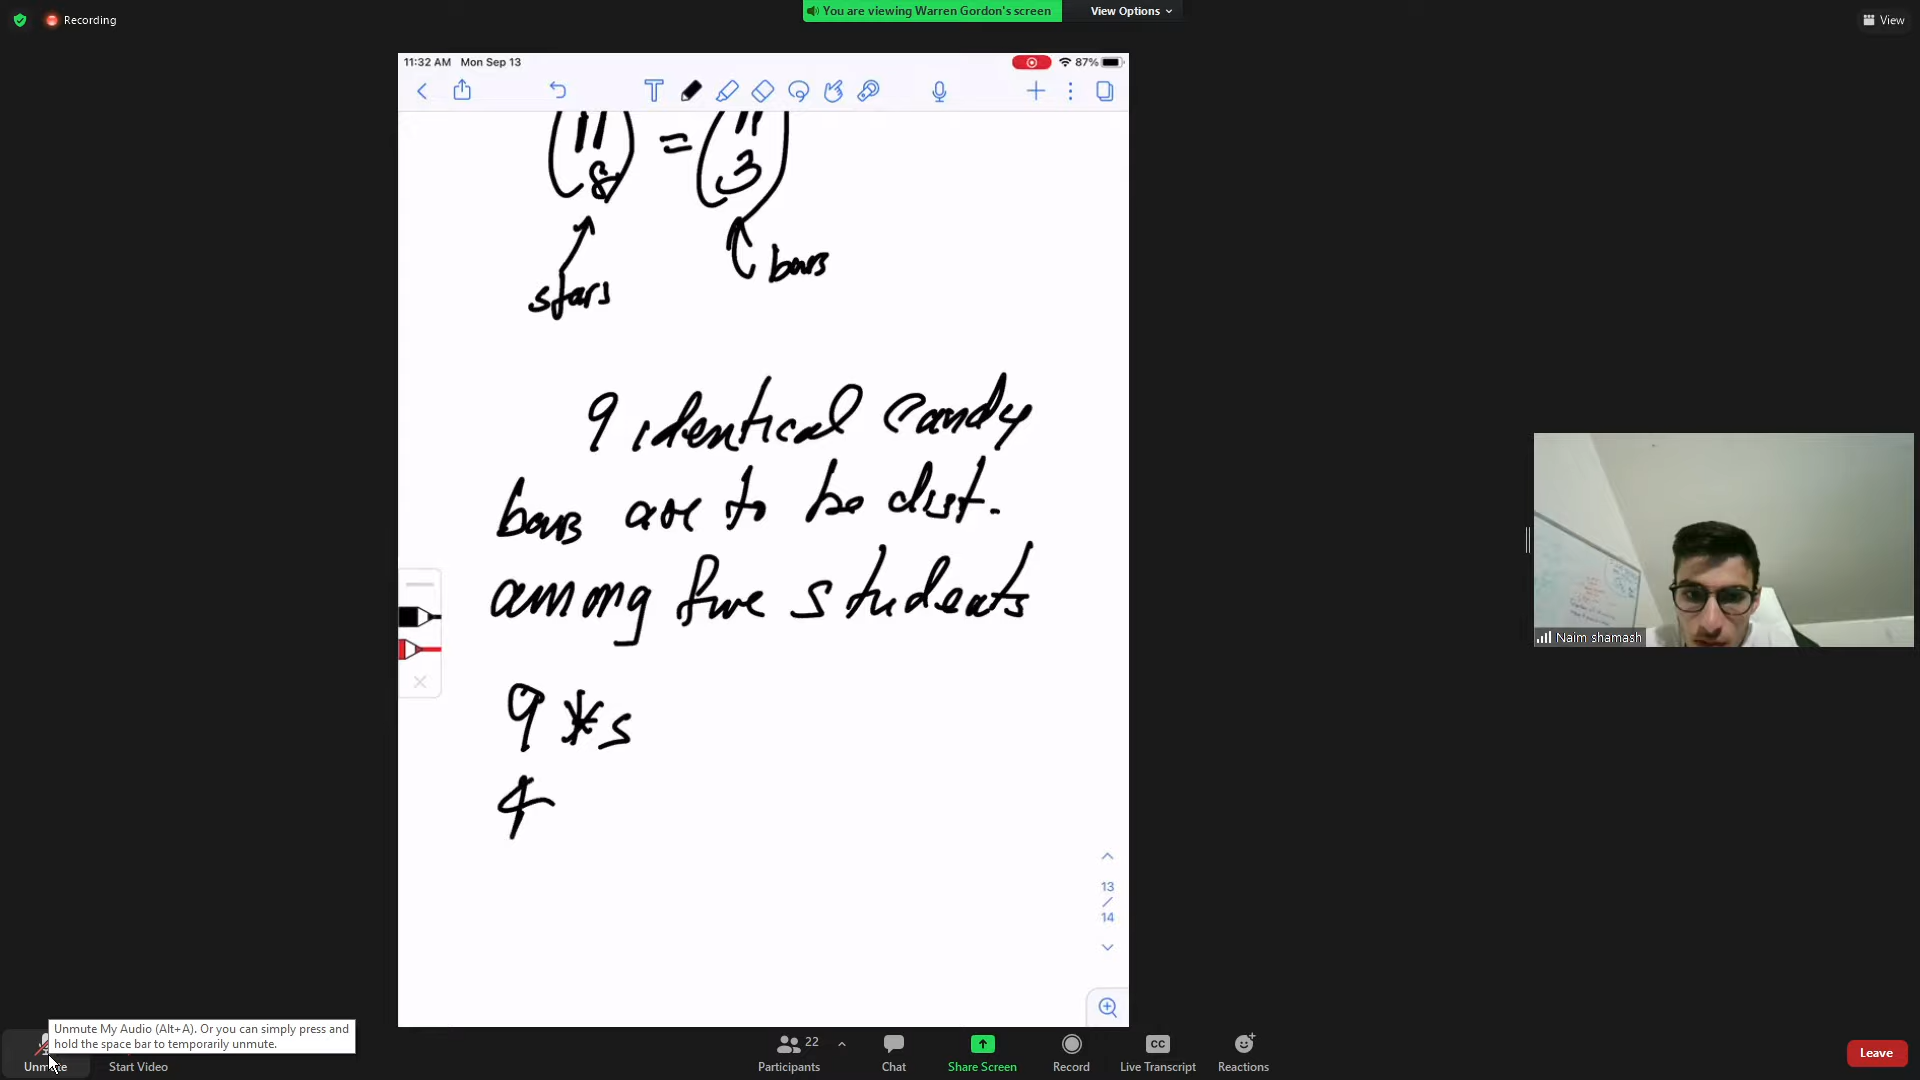 Recording
You are viewing Warren Gordon's screen
View Options
View
11:32 AM Mon Sep 13
87%
T
(11 8) = (11 3)
stars
bars
9 identical candy
bars are to be dist.
among five students
9 *s
4
13
/
14
Naim shamash
Unmute My Audio (Alt+A). Or you can simply press and
hold the space bar to temporarily unmute.
Unmute
Start Video
22
Participants
Chat
Share Screen
Record
CC
Live Transcript
Reactions
Leave